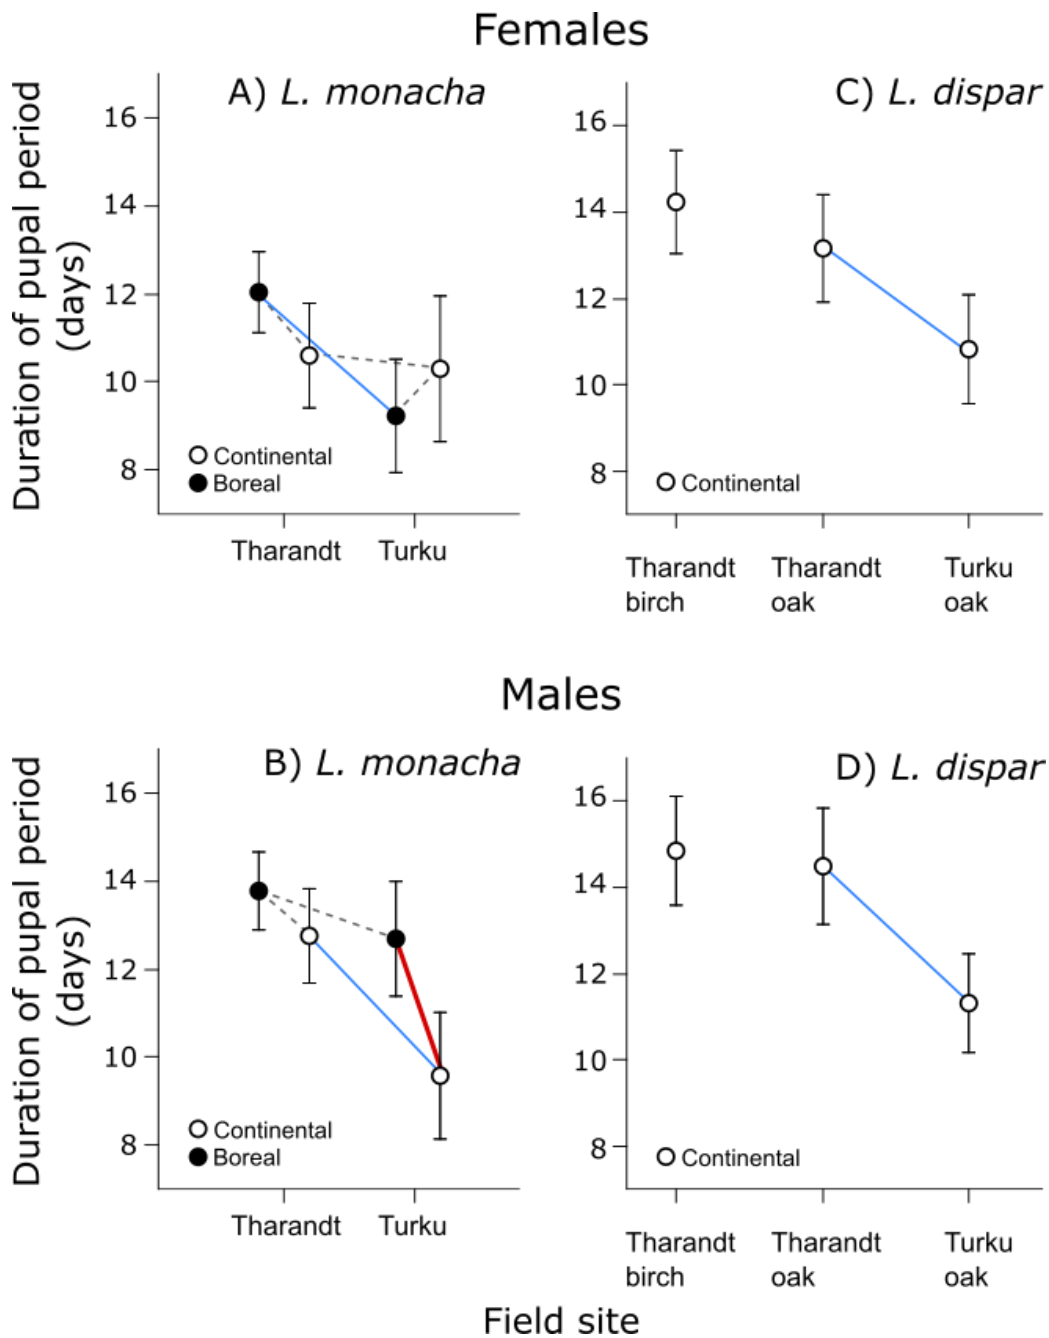 Females
A) L. monacha
C) L. dispar
Duration of pupal period
(days)
16
14
12
10
8
Continental
Boreal
Tharandt
Turku
16
14
12
10
8
Continental
Tharandt
birch
Tharandt
oak
Turku
oak
Males
B) L. monacha
D) L. dispar
Duration of pupal period
(days)
16
14
12
10
8
Continental
Boreal
Tharandt
Turku
16
14
12
10
8
Continental
Tharandt
birch
Tharandt
oak
Turku
oak
Field site